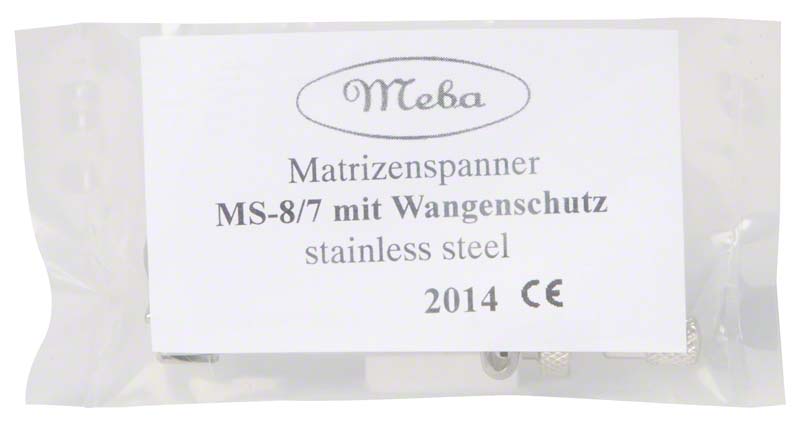 Meba
Matrizenspanner
MS-8/7 mit Wangenschutz
stainless steel
2014 CE